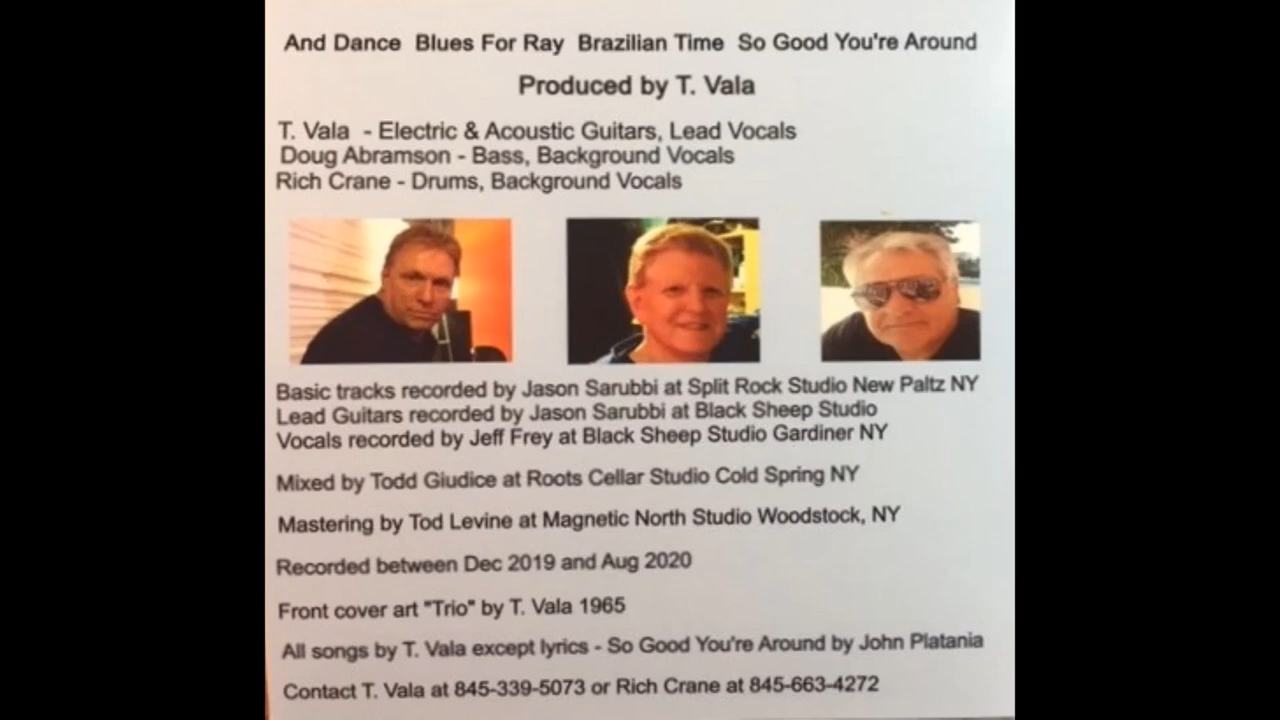 And Dance Blues For Ray Brazilian Time So Good You're Around
Produced by T. Vala
T. Vala - Electric & Acoustic Guitars, Lead Vocals
Doug Abramson - Bass, Background Vocals
Rich Crane - Drums, Background Vocals
Basic tracks recorded by Jason Sarubbi at Split Rock Studio New Paltz NY
Lead Guitars recorded by Jason Sarubbi at Black Sheep Studio
Vocals recorded by Jeff Frey at Black Sheep Studio Gardiner NY
Mixed by Todd Giudice at Roots Cellar Studio Cold Spring NY
Mastering by Tod Levine at Magnetic North Studio Woodstock, NY
Recorded between Dec 2019 and Aug 2020
Front cover art "Trio" by T. Vala 1965
All songs by T. Vala except lyrics - So Good You're Around by John Platania
Contact T. Vala at 845-339-5073 or Rich Crane at 845-663-4272